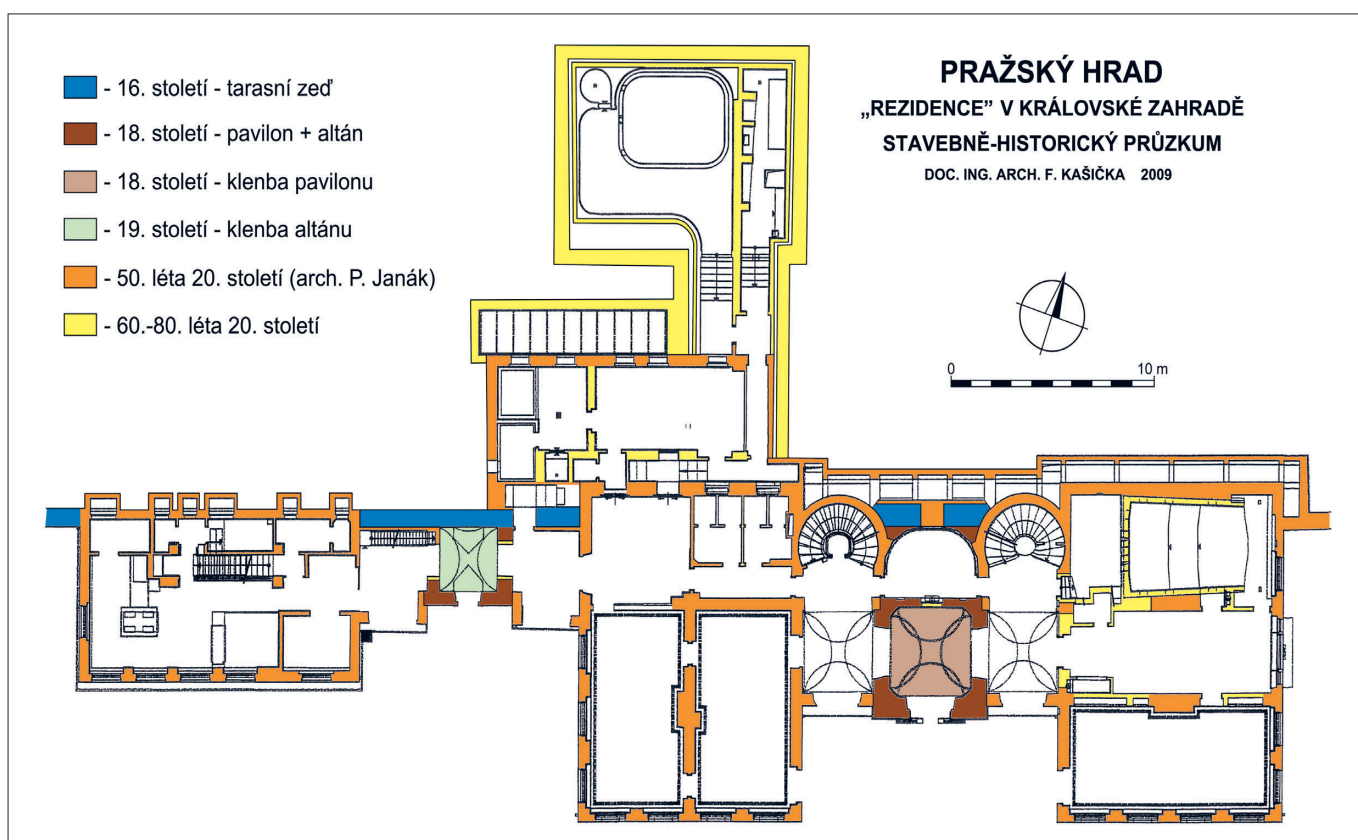 - 16. století - tarasní zeď
- 18. století - pavilon + altán
- 18. století - klenba pavilonu
- 19. století - klenba altánu
- 50. léta 20. století (arch. P. Janák)
- 60.-80. léta 20. století
PRAŽSKÝ HRAD
„REZIDENCE” V KRÁLOVSKÉ ZAHRADĚ
STAVEBNĚ-HISTORICKÝ PRŮZKUM
DOC. ING. ARCH. F. KAŠIČKA 2009
0 10 m